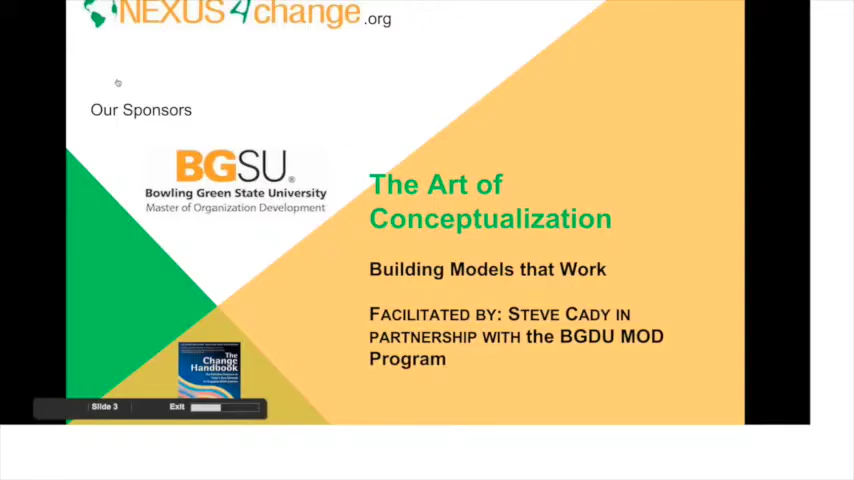 NEXUS4change.org
Our Sponsors
BGSU®
Bowling Green State University
Master of Organization Development
The Art of
Conceptualization
Building Models that Work
FACILITATED BY: STEVE CADY IN
PARTNERSHIP WITH the BGDU MOD
Program
The
Change
Handbook
Slide 3
Exit